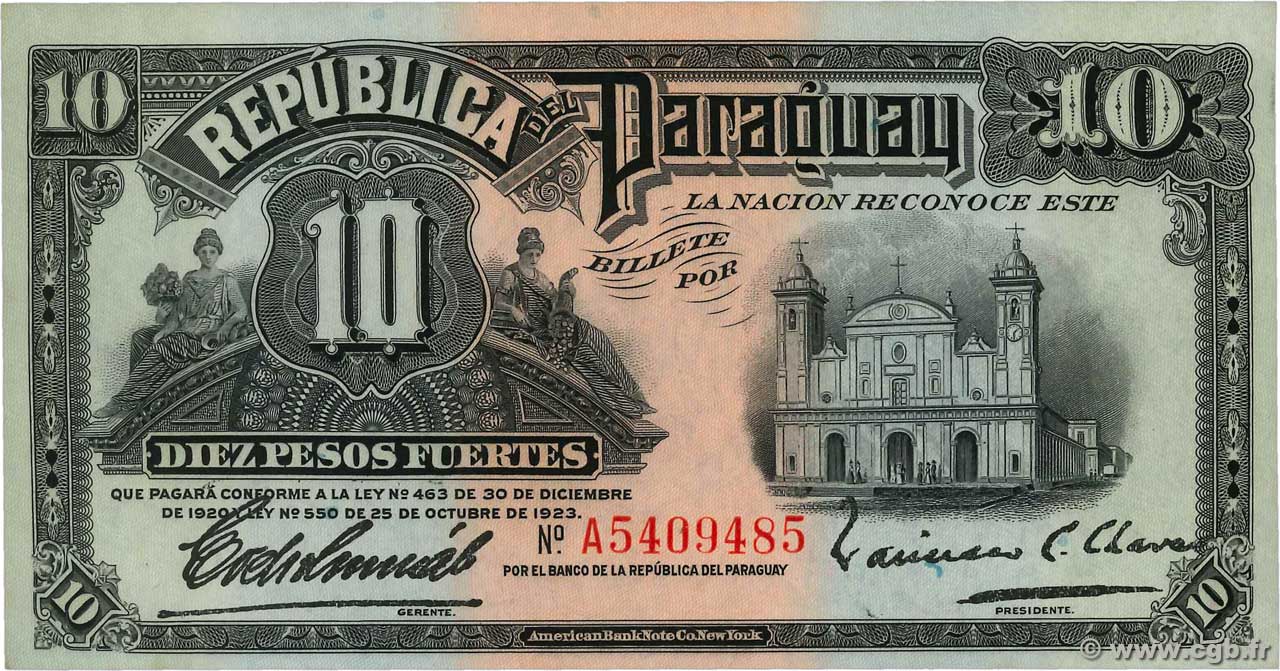 10
REPÚBLICA DEL Paraguay
10
LA NACION RECONOCE ESTE
BILLETE
POR
10
DIEZ PESOS FUERTES
QUE PAGARÁ CONFORME A LA LEY Nº 463 DE 30 DE DICIEMBRE
DE 1920 Y LEY Nº 550 DE 25 DE OCTUBRE DE 1923.
Nº A5409485
POR EL BANCO DE LA REPÚBLICA DEL PARAGUAY
GERENTE.
PRESIDENTE.
10
10
American Bank Note Co. New York
© www.cgb.fr